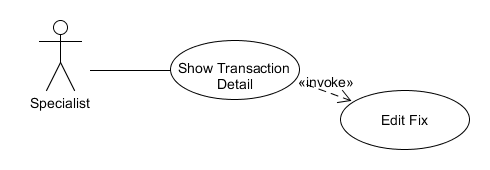 Show Transaction
Detail
«invoke»
Specialist
Edit Fix